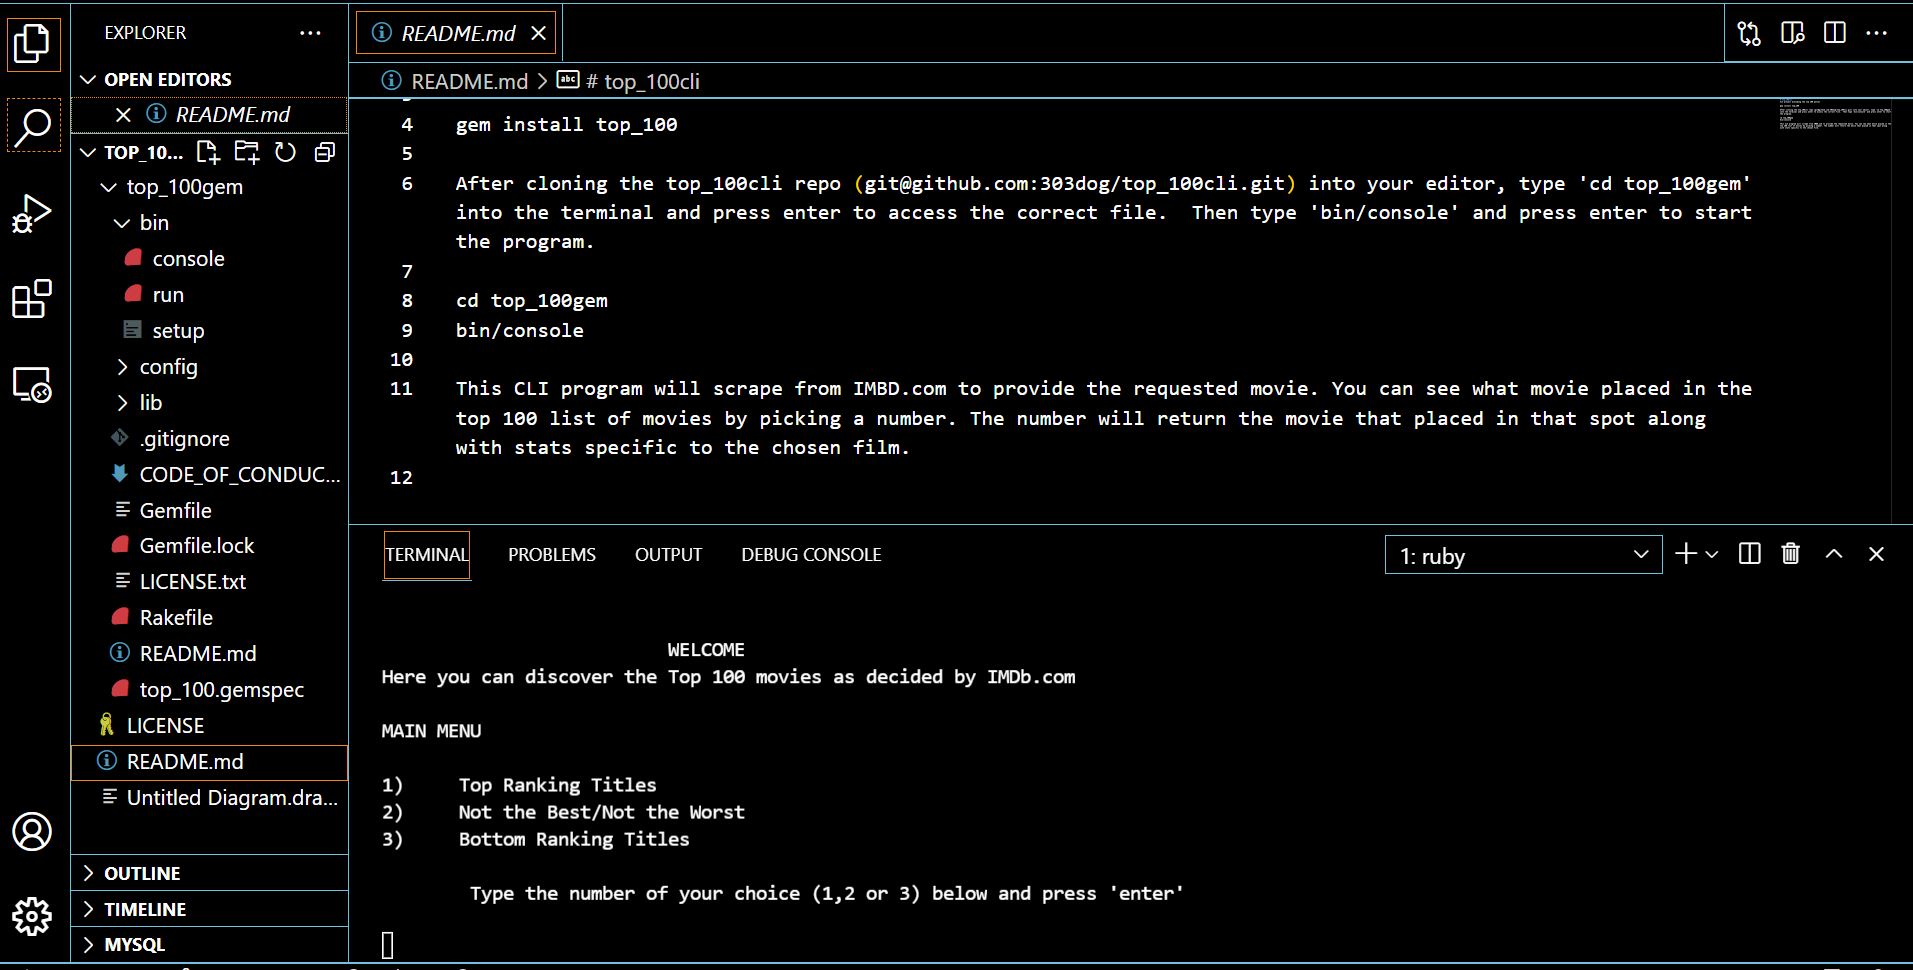 EXPLORER
OPEN EDITORS
README.md
TOP_10...
top_100gem
bin
console
run
setup
config
lib
.gitignore
CODE_OF_CONDUC...
Gemfile
Gemfile.lock
LICENSE.txt
Rakefile
README.md
top_100.gemspec
LICENSE
README.md
Untitled Diagram.dra...
OUTLINE
TIMELINE
MYSQL
README.md
README.md > abc # top_100cli
4 gem install top_100
5
6 After cloning the top_100cli repo (git@github.com:303dog/top_100cli.git) into your editor, type 'cd top_100gem'
into the terminal and press enter to access the correct file.  Then type 'bin/console' and press enter to start
the program.
7
8 cd top_100gem
9 bin/console
10
11 This CLI program will scrape from IMBD.com to provide the requested movie. You can see what movie placed in the
top 100 list of movies by picking a number. The number will return the movie that placed in that spot along
with stats specific to the chosen film.
12
TERMINAL PROBLEMS OUTPUT DEBUG CONSOLE 1: ruby
WELCOME
Here you can discover the Top 100 movies as decided by IMDb.com
MAIN MENU
1) Top Ranking Titles
2) Not the Best/Not the Worst
3) Bottom Ranking Titles
Type the number of your choice (1,2 or 3) below and press 'enter'